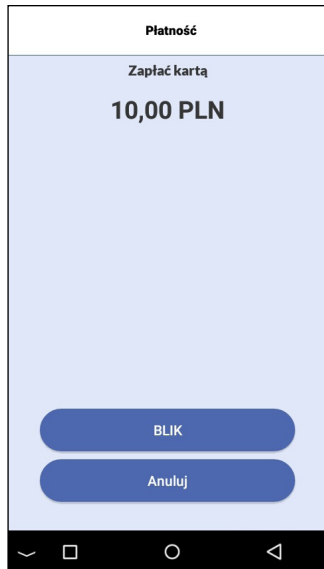 Płatność
Zapłać kartą
10,00 PLN
BLIK
Anuluj